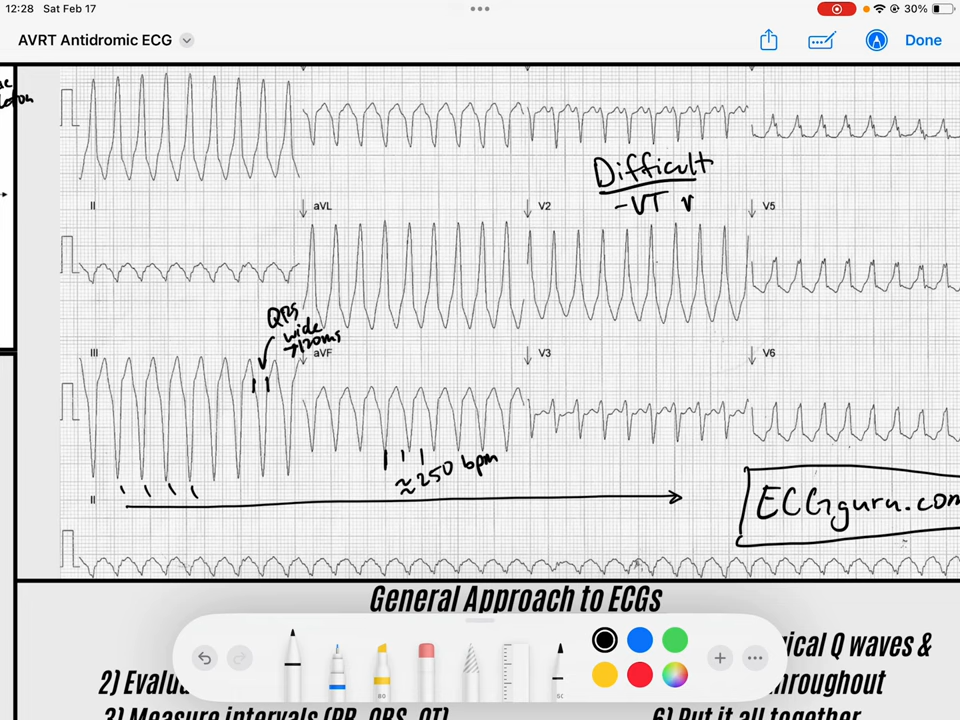 12:28 Sat Feb 17
30%
AVRT Antidromic ECG
Done
Difficult
II
aVL
V2
- VT
V5
QRS
wide
>120ms
III
aVF
V3
V6
≈250 bpm
II
ECGguru.com
General Approach to ECGs
ical Q waves &
2) Evalu
hroughout
3) Measure intervals (PR, QRS, QT)
6) Put it all together
80